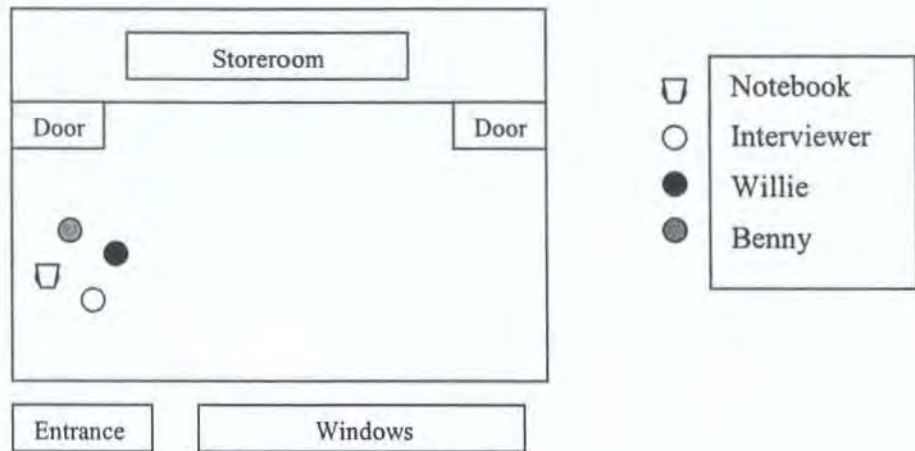 Storeroom
Door
Door
Entrance
Windows
Notebook
Interviewer
Willie
Benny